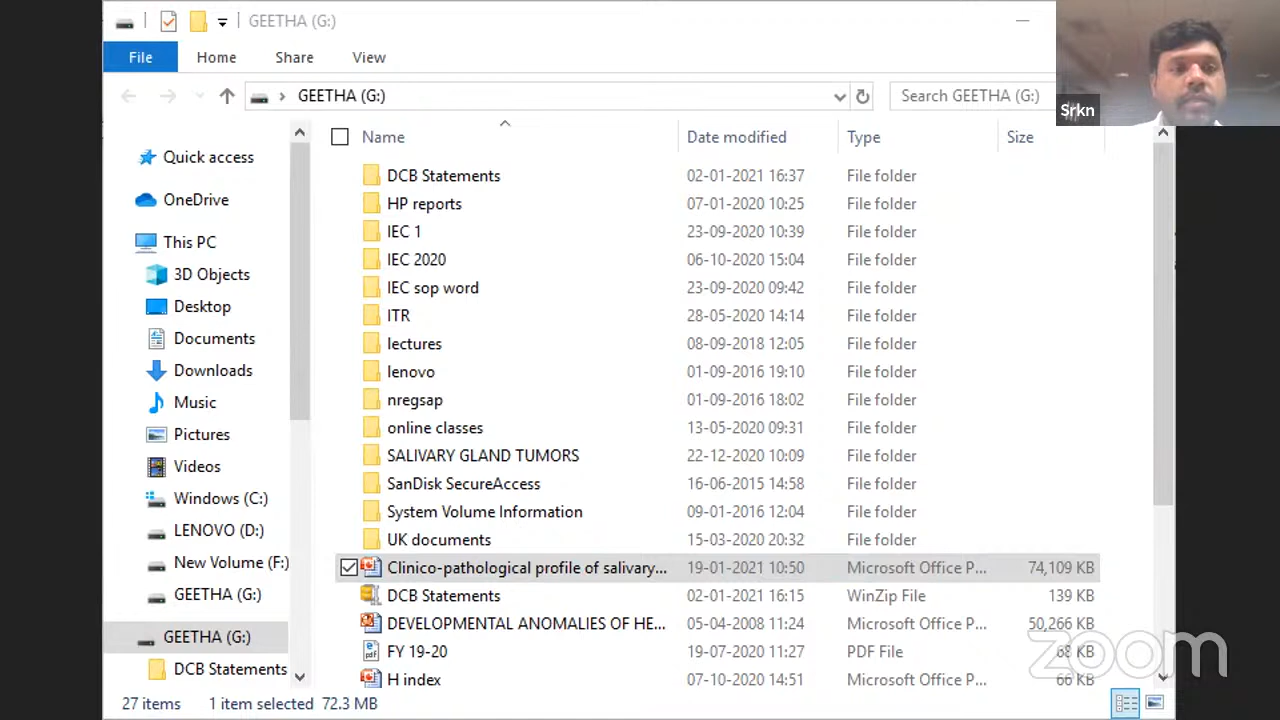 GEETHA (G:)
File Home Share View
GEETHA (G:) Search GEETHA (G:)
Srkn
Name Date modified Type Size
Quick access
OneDrive
This PC
3D Objects
Desktop
Documents
Downloads
Music
Pictures
Videos
Windows (C:)
LENOVO (D:)
New Volume (F:)
GEETHA (G:)
GEETHA (G:)
DCB Statements
DCB Statements 02-01-2021 16:37 File folder
HP reports 07-01-2020 10:25 File folder
IEC 1 23-09-2020 10:39 File folder
IEC 2020 06-10-2020 15:04 File folder
IEC sop word 23-09-2020 09:42 File folder
ITR 28-05-2020 14:14 File folder
lectures 08-09-2018 12:05 File folder
lenovo 01-09-2016 19:10 File folder
nregsap 01-09-2016 18:02 File folder
online classes 13-05-2020 09:31 File folder
SALIVARY GLAND TUMORS 22-12-2020 10:09 File folder
SanDisk SecureAccess 16-06-2015 14:58 File folder
System Volume Information 09-01-2016 12:04 File folder
UK documents 15-03-2020 20:32 File folder
Clinico-pathological profile of salivary... 19-01-2021 10:50 Microsoft Office P... 74,109 KB
DCB Statements 02-01-2021 16:15 WinZip File 139 KB
DEVELOPMENTAL ANOMALIES OF HE... 05-04-2008 11:24 Microsoft Office P... 50,266 KB
FY 19-20 19-07-2020 11:27 PDF File 68 KB
H index 07-10-2020 14:51 Microsoft Office P... 66 KB
zoom
27 items 1 item selected 72.3 MB